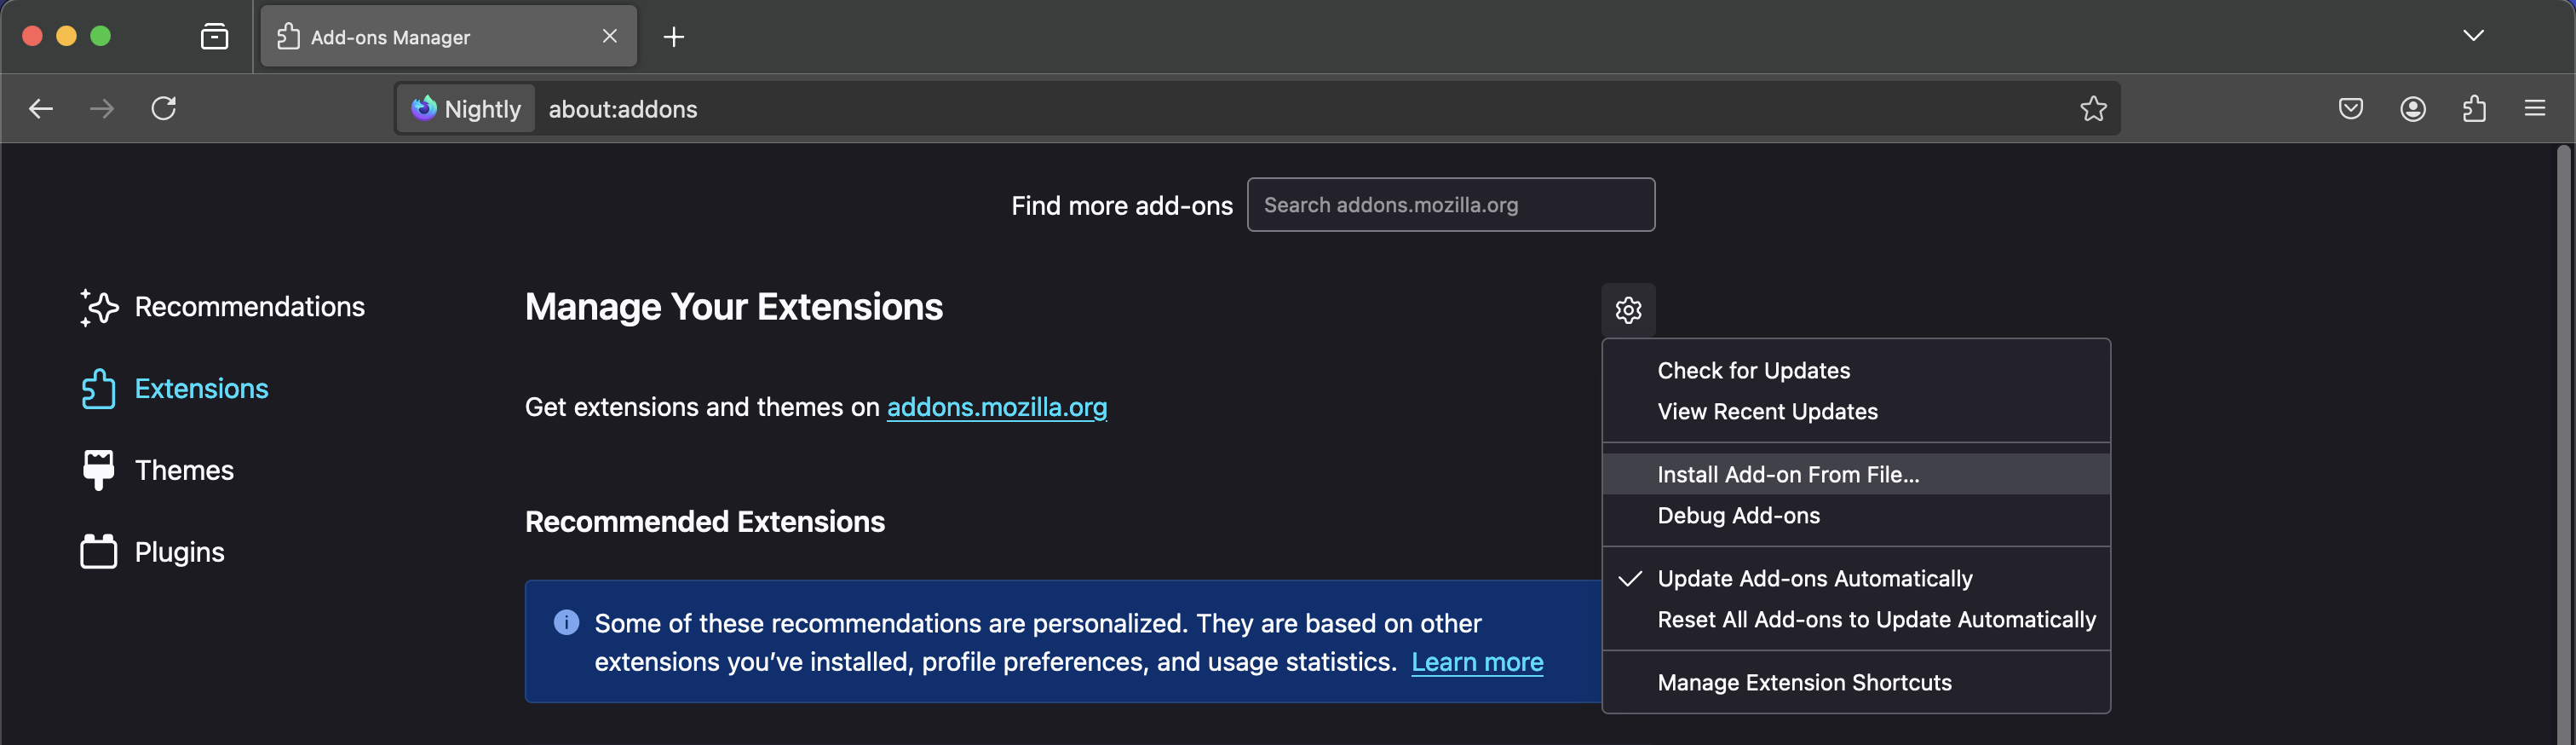 Add-ons Manager
Nightly
about:addons
Find more add-ons
Search addons.mozilla.org
Recommendations
Extensions
Themes
Plugins
Manage Your Extensions
Get extensions and themes on addons.mozilla.org
Recommended Extensions
Some of these recommendations are personalized. They are based on other
extensions you’ve installed, profile preferences, and usage statistics. Learn more
Check for Updates
View Recent Updates
Install Add-on From File...
Debug Add-ons
Update Add-ons Automatically
Reset All Add-ons to Update Automatically
Manage Extension Shortcuts